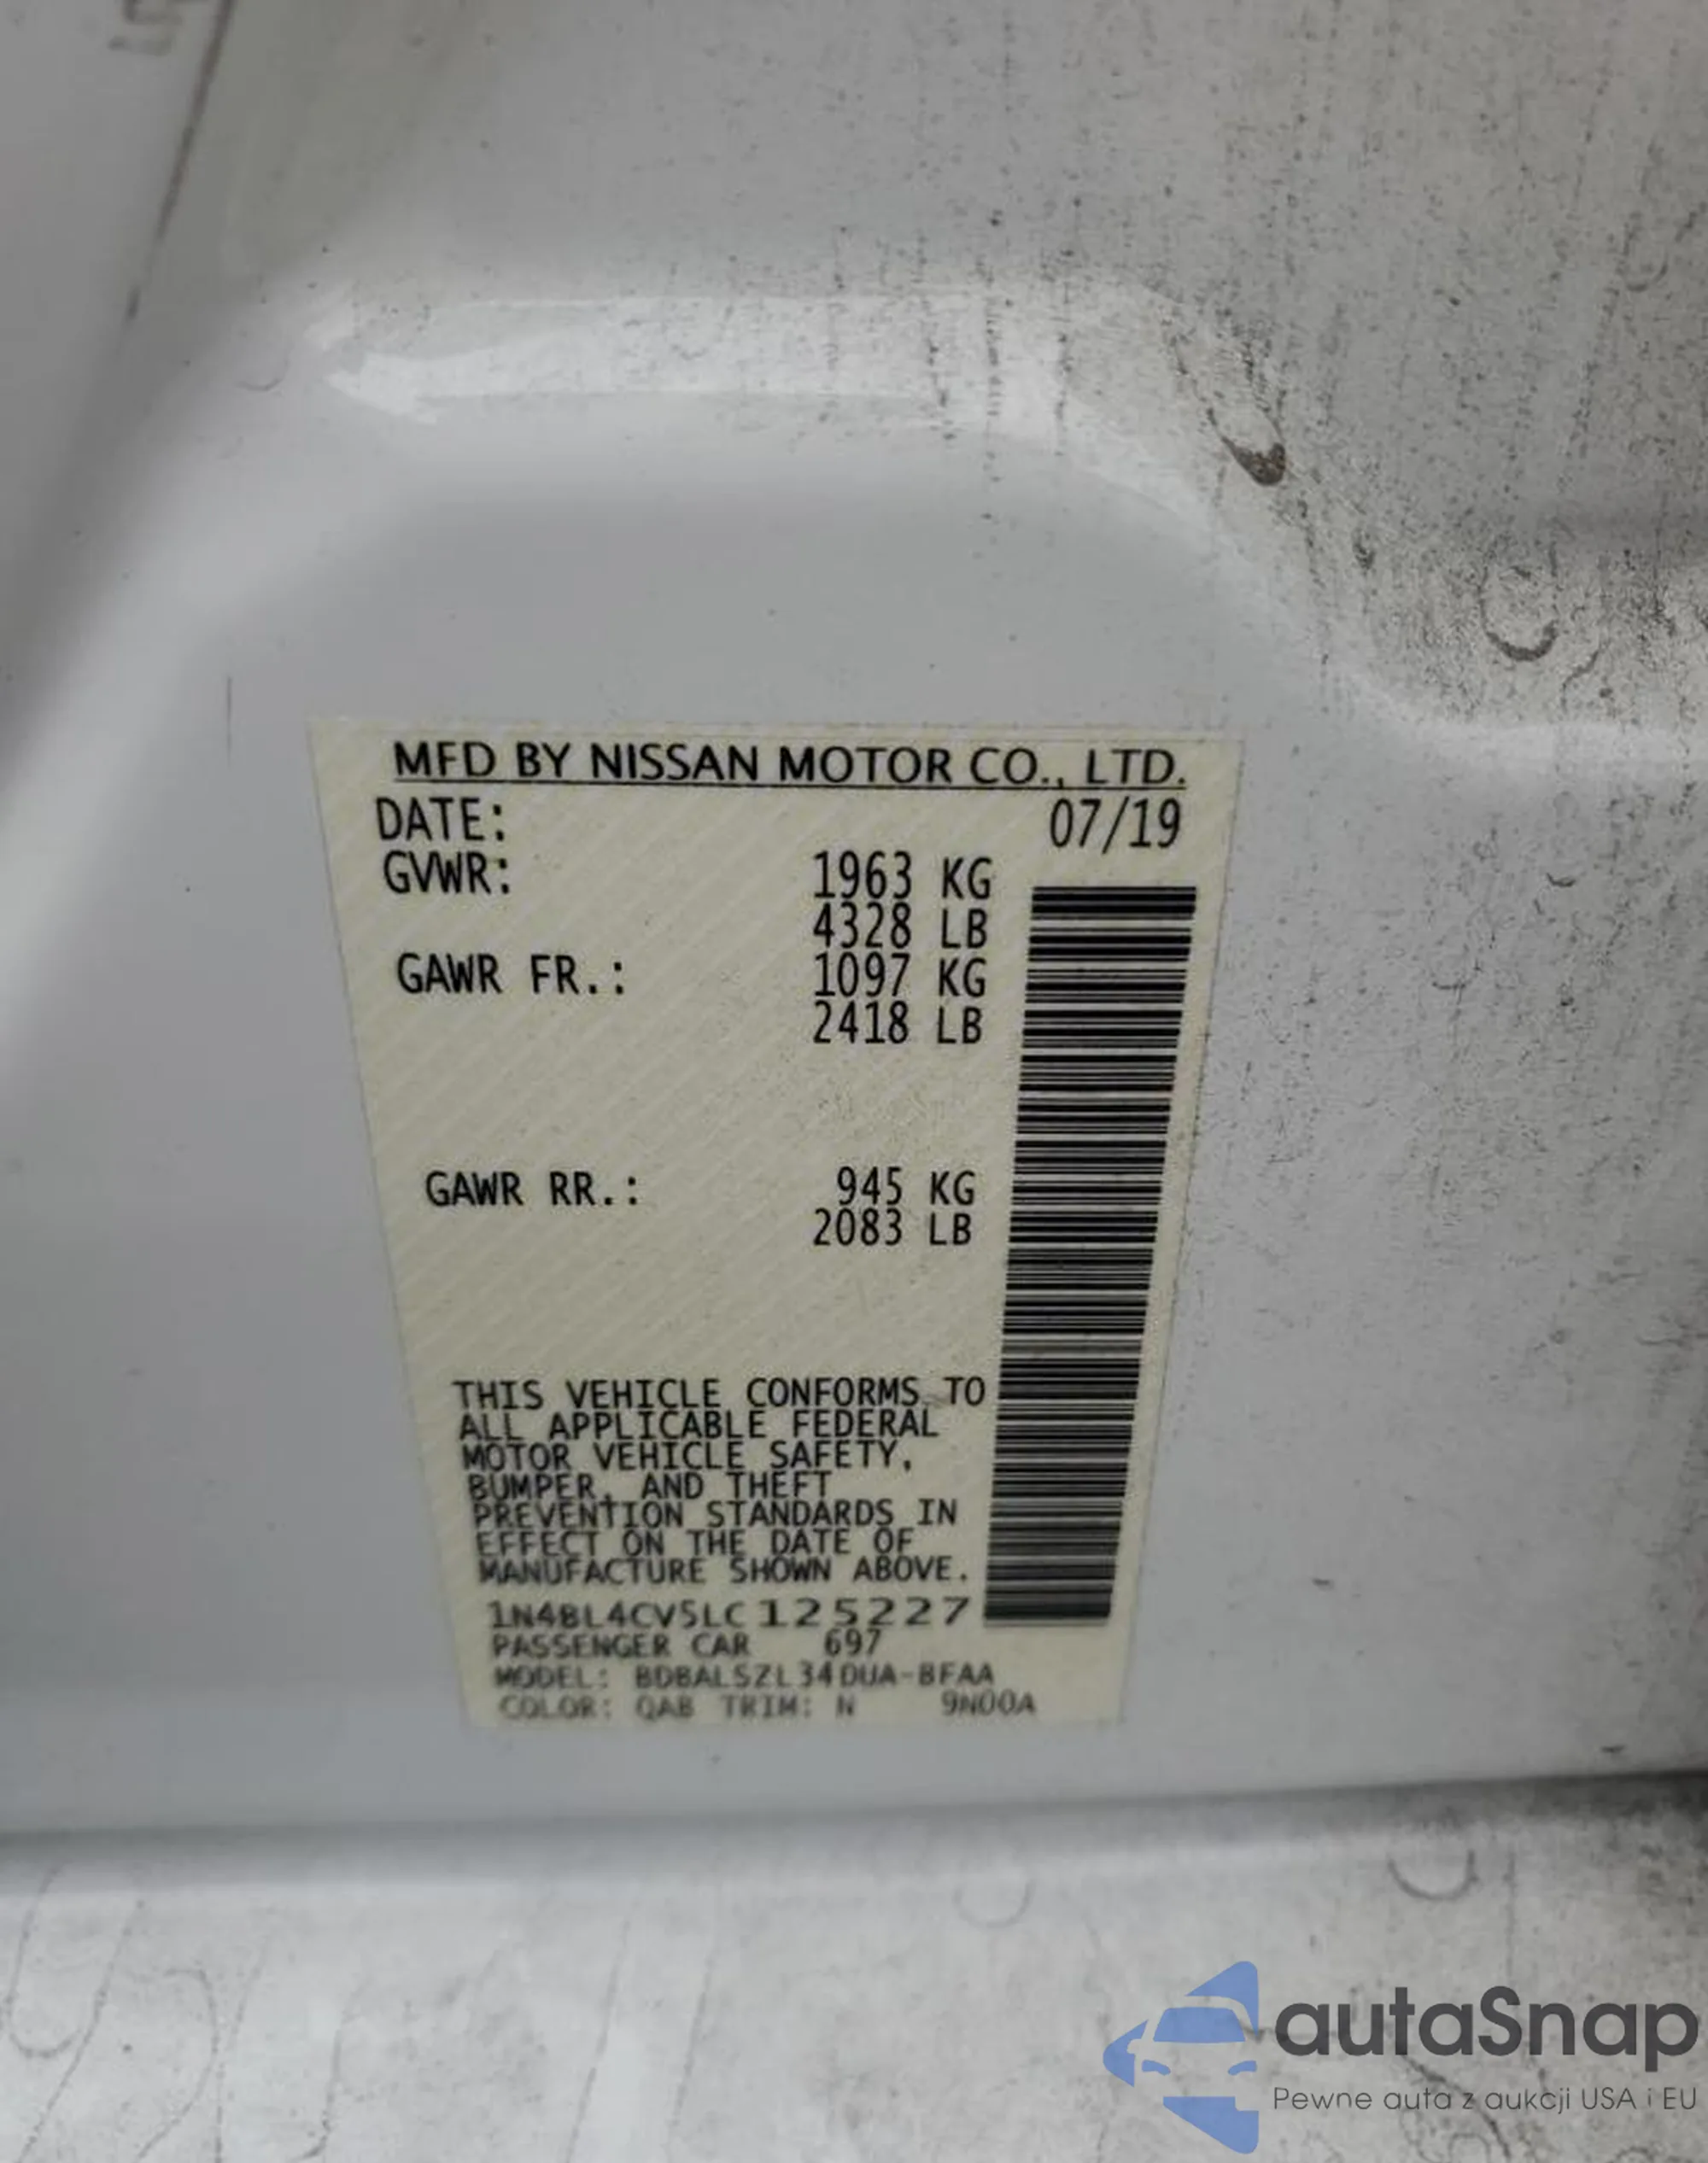 MFD BY NISSAN MOTOR CO., LTD.
DATE: 07/19
GVWR: 1963 KG
4328 LB
GAWR FR.: 1097 KG
2418 LB
GAWR RR.: 945 KG
2083 LB
THIS VEHICLE CONFORMS TO
ALL APPLICABLE FEDERAL
MOTOR VEHICLE SAFETY,
BUMPER, AND THEFT
PREVENTION STANDARDS IN
EFFECT ON THE DATE OF
MANUFACTURE SHOWN ABOVE.
1N4BL4CV5LC125227
PASSENGER CAR 697
MODEL: BDBALSZL34DUA-BFAA
COLOR: QAB TRIM: N 9N00A
autaSnap
Pewne auta z aukcji USA i EU